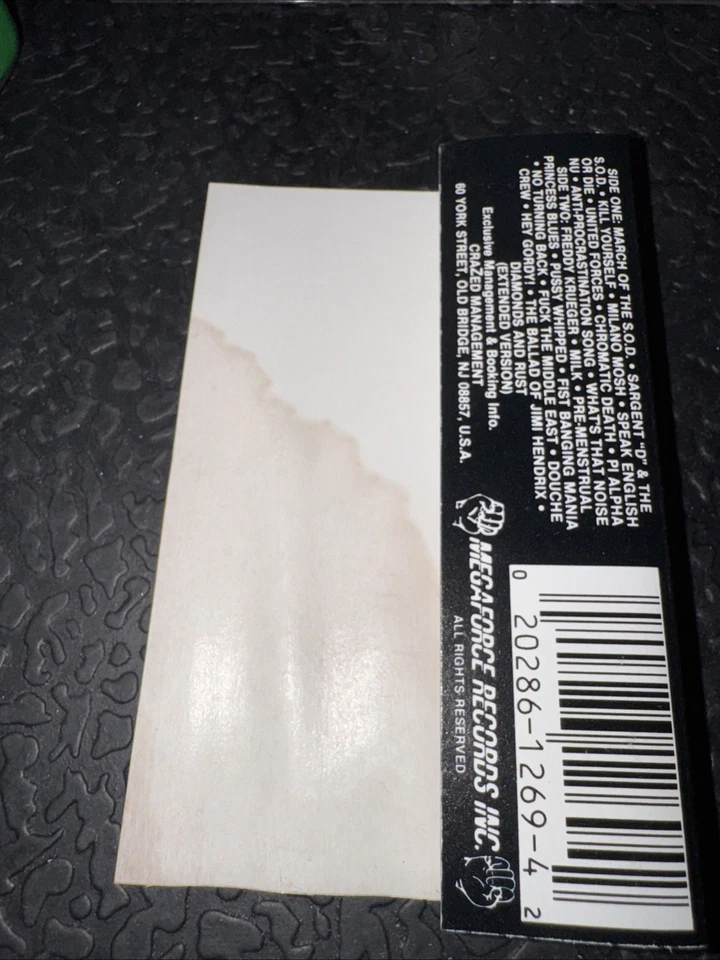 SIDE ONE: MARCH OF THE S.O.D. • SARGENT "D" & THE
S.O.D. • KILL YOURSELF • MILANO MOSH • SPEAK ENGLISH
OR DIE • UNITED FORCES • CHROMATIC DEATH • PI ALPHA
NU • ANTI-PROCRASTINATION SONG • WHAT'S THAT NOISE
SIDE TWO: FREDDY KRUEGER • MILK • PRE-MENSTRUAL
PRINCESS BLUES • PUSSY WHIPPED • FIST BANGING MANIA
• NO TURNING BACK • FUCK THE MIDDLE EAST • DOUCHE
CREW • HEY GORDY! • THE BALLAD OF JIMI HENDRIX •
DIAMONDS AND RUST
(EXTENDED VERSION)
Exclusive Management & Booking Info.
CRAZED MANAGEMENT
60 YORK STREET, OLD BRIDGE, NJ 08857, U.S.A.
MEGAFORCE RECORDS INC.
ALL RIGHTS RESERVED
0 20286-1269-4 2